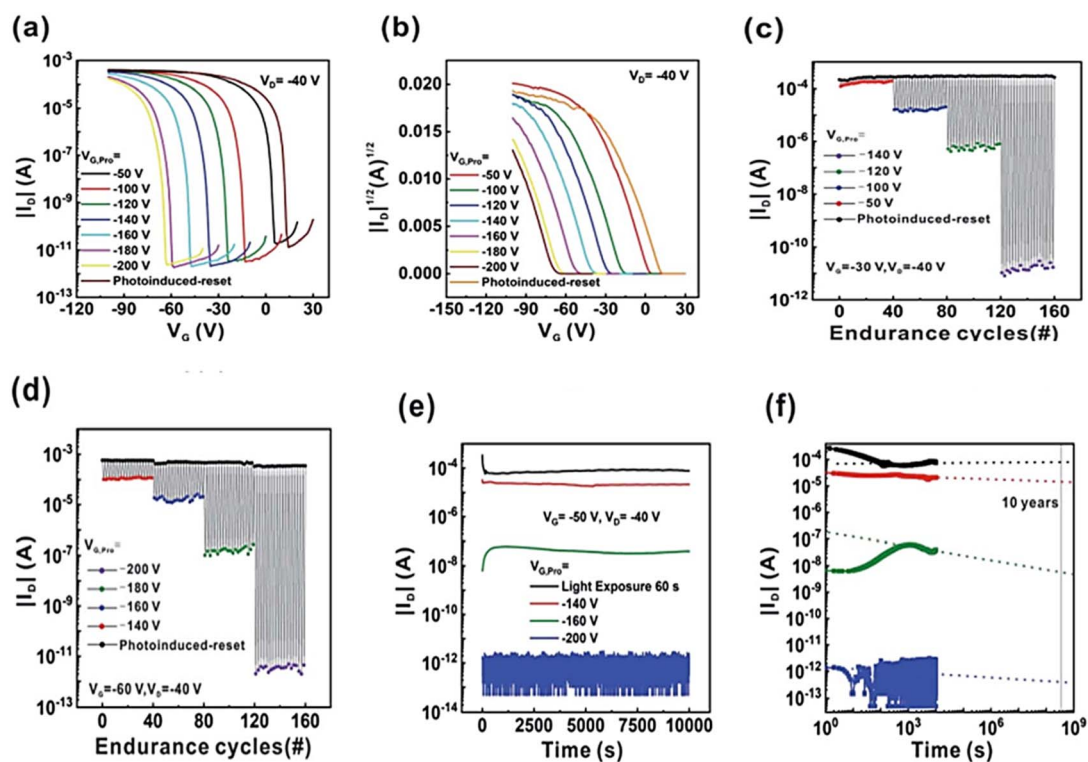 (a)
V_D= -40 V
V_G,Pro=
-50 V
-100 V
-120 V
-140 V
-160 V
-180 V
-200 V
Photoinduced-reset
10^-3
10^-5
10^-7
10^-9
10^-11
10^-13
|I_D| (A)
-120 -90 -60 -30 0 30
V_G (V)
(b)
V_D= -40 V
V_G,Pro=
-50 V
-100 V
-120 V
-140 V
-160 V
-180 V
-200 V
Photoinduced-reset
0.020
0.015
0.010
0.005
0.000
|I_D|^1/2(A)^1/2
-150 -120 -90 -60 -30 0 30
V_G (V)
(c)
V_G,Pro=
-140 V
-120 V
-100 V
-50 V
Photoinduced-reset
V_G=-30 V,V_D=-40 V
10^-4
10^-6
10^-8
10^-10
10^-12
|I_D| (A)
0 40 80 120 160
Endurance cycles(#)
(d)
V_G,Pro=
-200 V
-180 V
-160 V
-140 V
Photoinduced-reset
V_G=-60 V,V_D=-40 V
10^-3
10^-5
10^-7
10^-9
10^-11
10^-13
|I_D| (A)
0 40 80 120 160
Endurance cycles(#)
(e)
V_G= -50 V, V_D= -40 V
V_G,Pro=
Light Exposure 60 s
-140 V
-160 V
-200 V
10^-4
10^-6
10^-8
10^-10
10^-12
10^-14
|I_D| (A)
0 2500 5000 7500 10000
Time (s)
(f)
10 years
10^-4
10^-5
10^-6
10^-7
10^-8
10^-9
10^-10
10^-11
10^-12
10^-13
|I_D| (A)
10^0 10^3 10^6 10^9
Time (s)